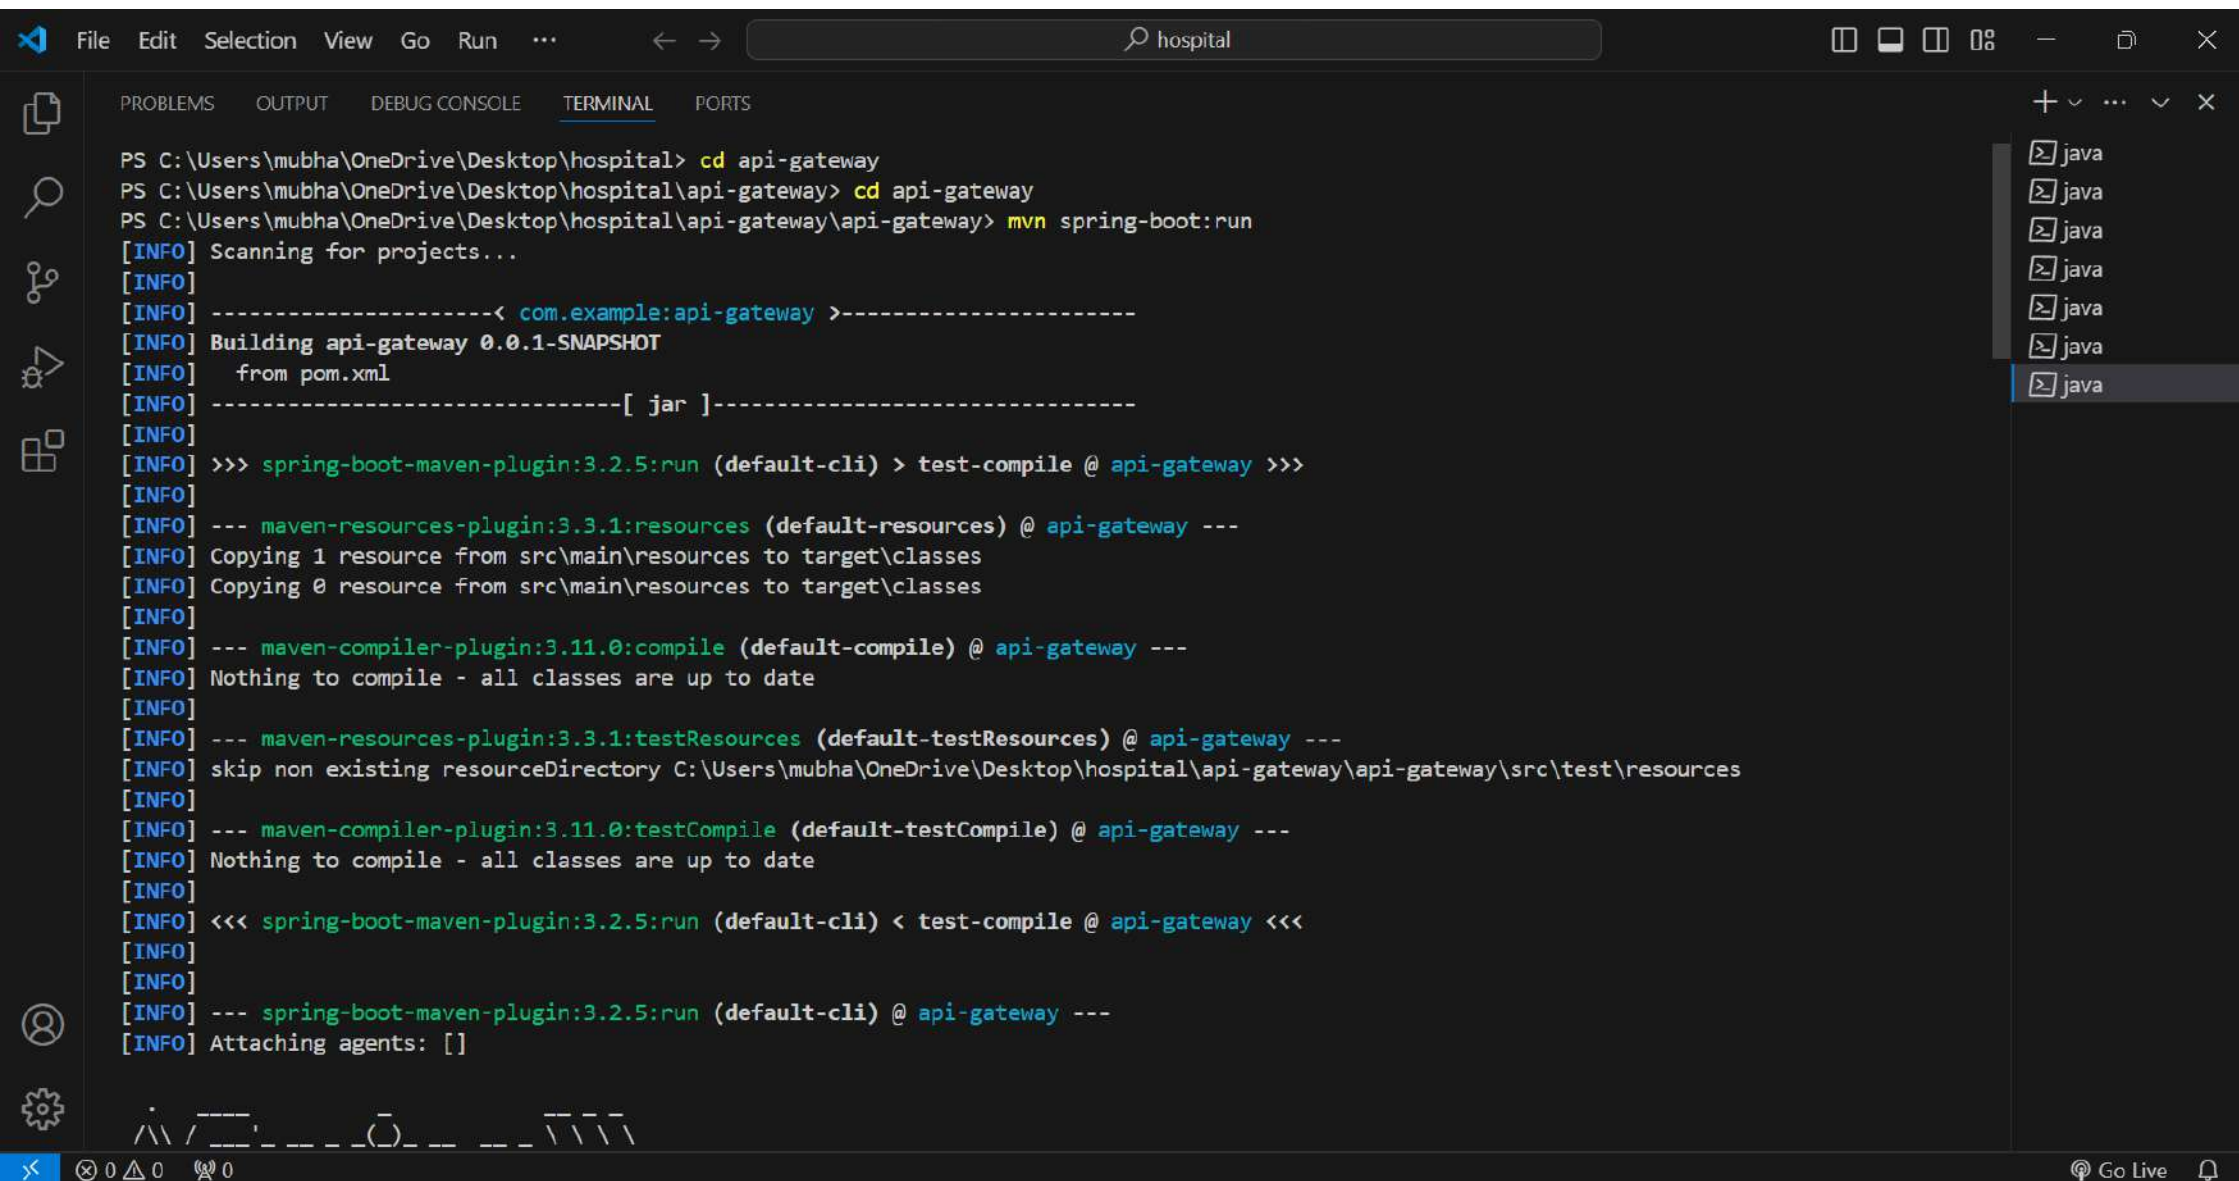 File Edit Selection View Go Run ··· hospital
PROBLEMS OUTPUT DEBUG CONSOLE TERMINAL PORTS
PS C:\Users\mubha\OneDrive\Desktop\hospital> cd api-gateway
PS C:\Users\mubha\OneDrive\Desktop\hospital\api-gateway> cd api-gateway
PS C:\Users\mubha\OneDrive\Desktop\hospital\api-gateway\api-gateway> mvn spring-boot:run
[INFO] Scanning for projects...
[INFO]
[INFO] ----------------------< com.example:api-gateway >-----------------------
[INFO] Building api-gateway 0.0.1-SNAPSHOT
[INFO]   from pom.xml
[INFO] --------------------------------[ jar ]---------------------------------
[INFO]
[INFO] >>> spring-boot-maven-plugin:3.2.5:run (default-cli) > test-compile @ api-gateway >>>
[INFO]
[INFO] --- maven-resources-plugin:3.3.1:resources (default-resources) @ api-gateway ---
[INFO] Copying 1 resource from src\main\resources to target\classes
[INFO] Copying 0 resource from src\main\resources to target\classes
[INFO]
[INFO] --- maven-compiler-plugin:3.11.0:compile (default-compile) @ api-gateway ---
[INFO] Nothing to compile - all classes are up to date
[INFO]
[INFO] --- maven-resources-plugin:3.3.1:testResources (default-testResources) @ api-gateway ---
[INFO] skip non existing resourceDirectory C:\Users\mubha\OneDrive\Desktop\hospital\api-gateway\api-gateway\src\test\resources
[INFO]
[INFO] --- maven-compiler-plugin:3.11.0:testCompile (default-testCompile) @ api-gateway ---
[INFO] Nothing to compile - all classes are up to date
[INFO]
[INFO] <<< spring-boot-maven-plugin:3.2.5:run (default-cli) < test-compile @ api-gateway <<<
[INFO]
[INFO]
[INFO] --- spring-boot-maven-plugin:3.2.5:run (default-cli) @ api-gateway ---
[INFO] Attaching agents: []
  .   ____          _            __ _ _
 /\\ / ___'_ __ _ _(_)_ __  __ _ \ \ \ \
java
java
java
java
java
java
java
0 0 0 Go Live